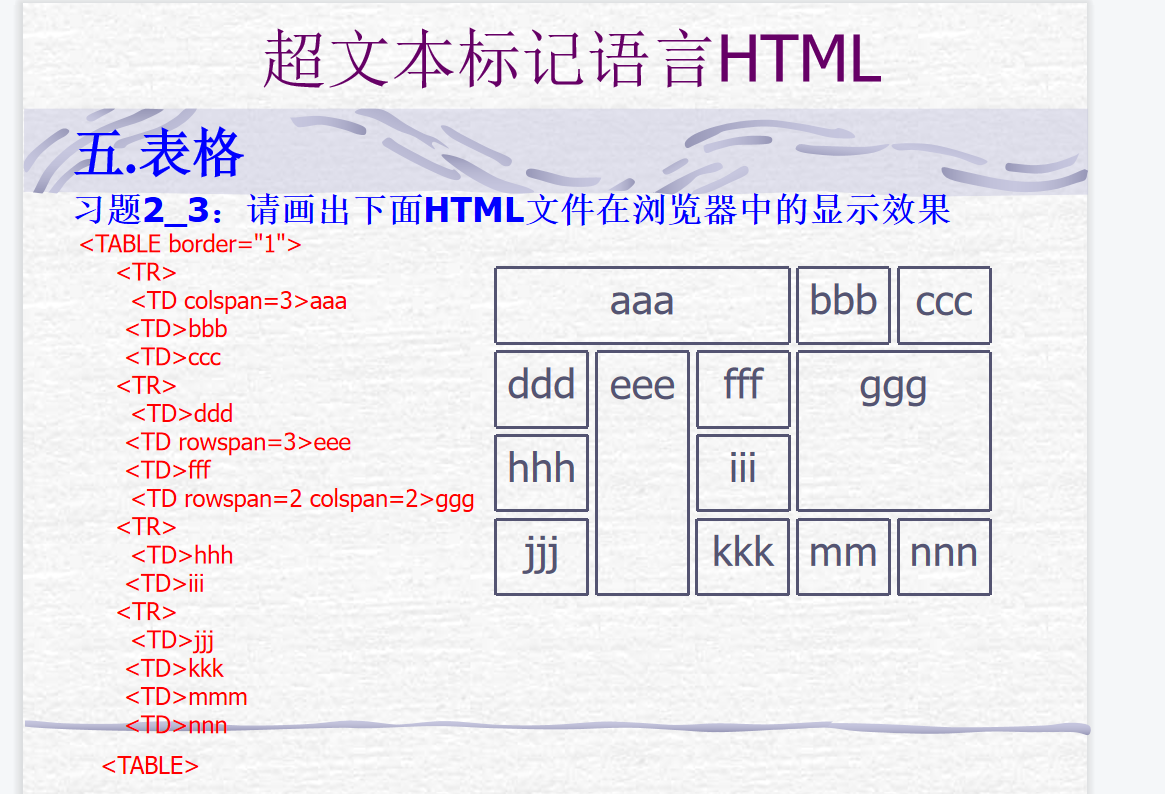 超文本标记语言HTML
五.表格
习题2_3：请画出下面HTML文件在浏览器中的显示效果
<TABLE border="1">
<TR>
<TD colspan=3>aaa
<TD>bbb
<TD>ccc
<TR>
<TD>ddd
<TD rowspan=3>eee
<TD>fff
<TD rowspan=2 colspan=2>ggg
<TR>
<TD>hhh
<TD>iii
<TR>
<TD>jjj
<TD>kkk
<TD>mmm
<TD>nnn
<TABLE>
aaa bbb ccc
ddd eee fff ggg
hhh iii
jjj kkk mm nnn